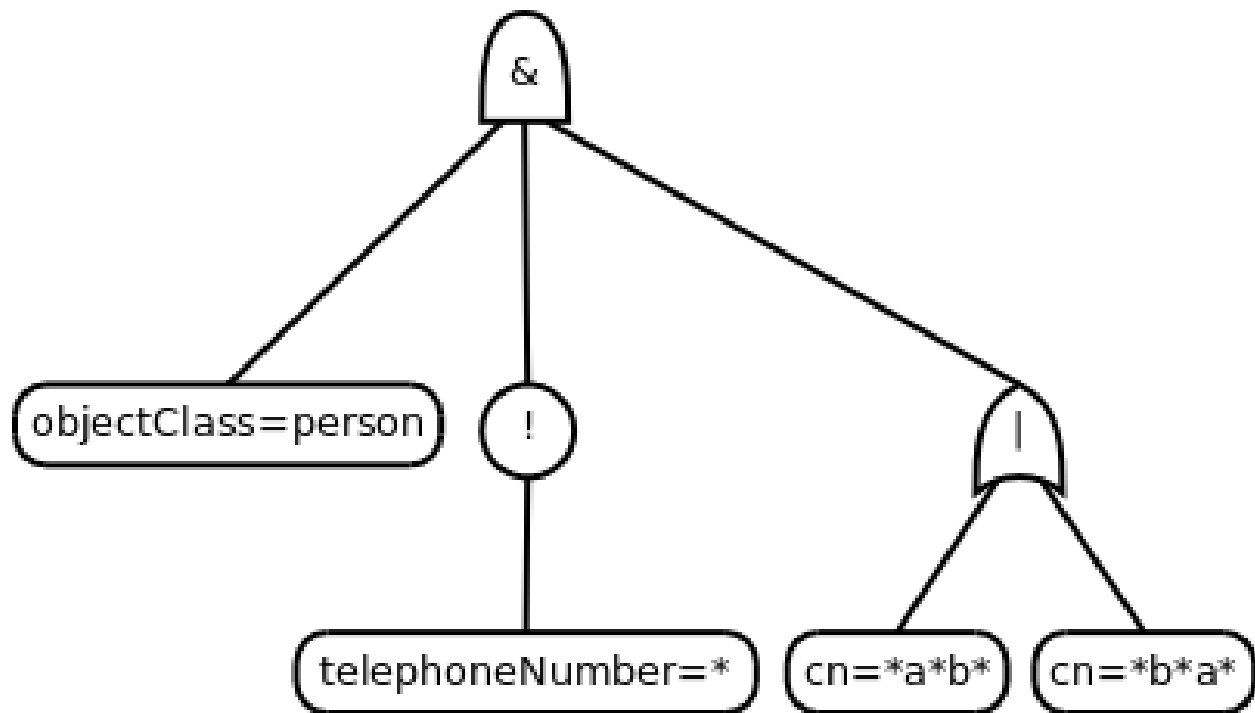 &
objectClass=person
!
|
telephoneNumber=*
cn=*a*b*
cn=*b*a*